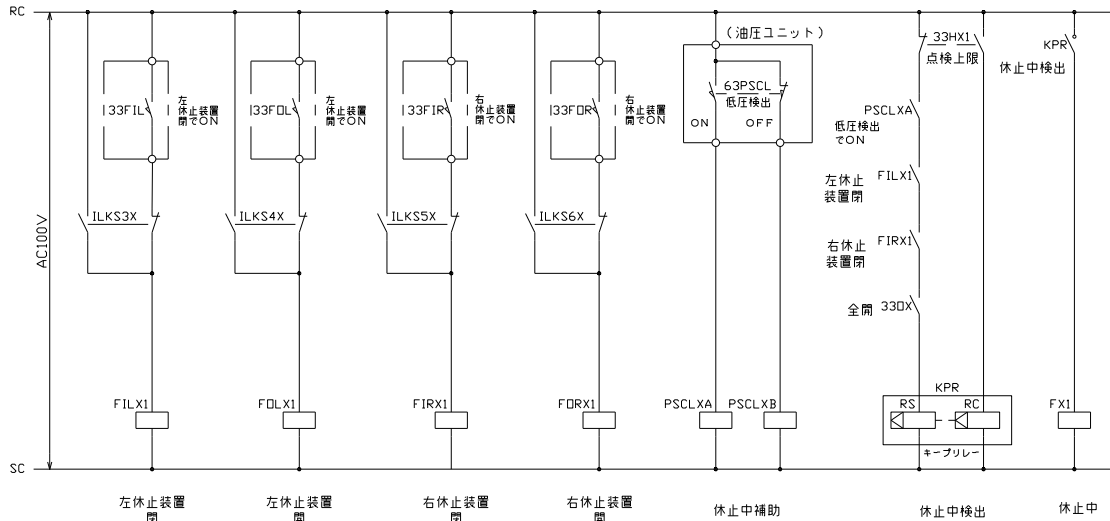 RC
(油圧ユニット)
33HX1
点検上限
KPR
休止中検出
33FIL
左
休止装置
閉でON
33FOL
左
休止装置
開でON
33FIR
右
休止装置
閉でON
33FOR
右
休止装置
開でON
63PSCL
低圧検出
ON
OFF
PSCLXA
低圧検出
でON
左休止
装置閉
FILX1
ILKS3X
ILKS4X
ILKS5X
ILKS6X
右休止
装置閉
FIRX1
AC100V
全開
33OX
KPR
FILX1
FOLX1
FIRX1
FORX1
PSCLXA
PSCLXB
RS
RC
FX1
キープリレー
SC
左休止装置
閉
左休止装置
開
右休止装置
閉
右休止装置
開
休止中補助
休止中検出
休止中